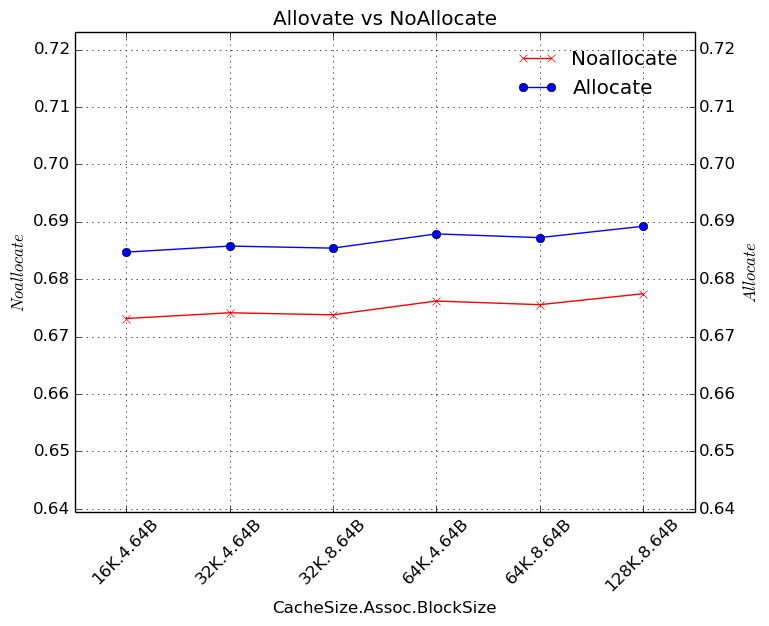 Allovate vs NoAllocate
0.72
0.71
0.70
0.69
0.68
0.67
0.66
0.65
0.64
Noallocate
Noallocate
Allocate
0.72
0.71
0.70
0.69
0.68
0.67
0.66
0.65
0.64
Allocate
16K.4.64B
32K.4.64B
32K.8.64B
64K.4.64B
64K.8.64B
128K.8.64B
CacheSize.Assoc.BlockSize